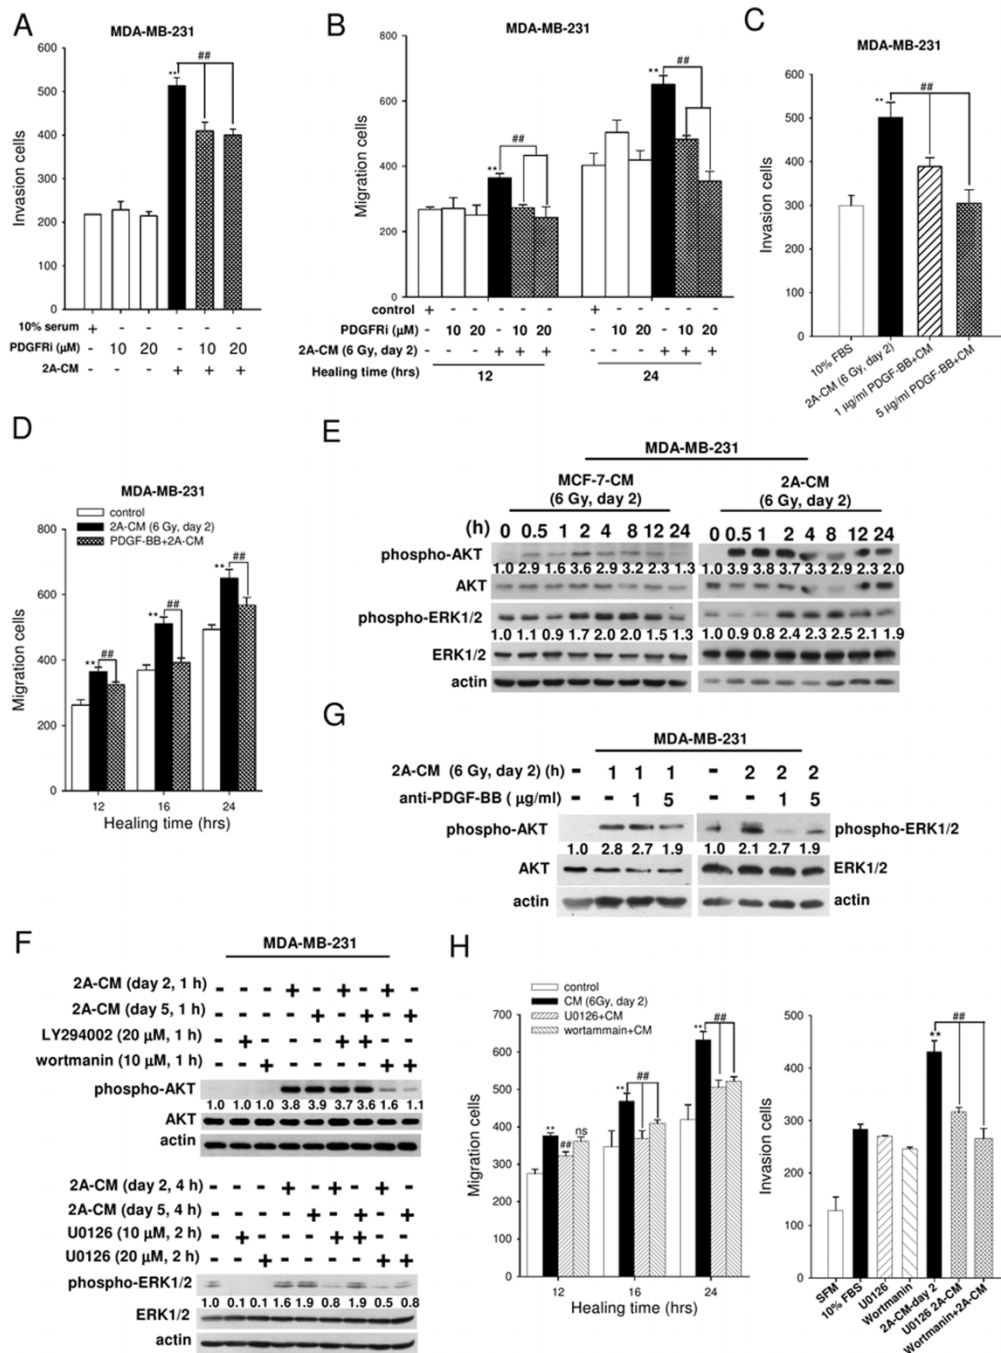 A
MDA-MB-231
Invasion cells
600
500
400
300
200
100
0
**
##
10% serum + - - - - -
PDGFRi (μM) - 10 20 - 10 20
2A-CM - - - + + +
B
MDA-MB-231
Migration cells
800
600
400
200
0
**
##
**
##
control + - - - - - + - - - - -
PDGFRi (μM) - 10 20 - 10 20 - 10 20 - 10 20
2A-CM (6 Gy, day 2) - - - + + + - - - + + +
Healing time (hrs) 12 24
C
MDA-MB-231
Invasion cells
600
500
400
300
200
100
0
**
##
10% FBS
2A-CM (6 Gy, day 2)
1 μg/ml PDGF-BB+CM
5 μg/ml PDGF-BB+CM
D
MDA-MB-231
control
2A-CM (6 Gy, day 2)
PDGF-BB+2A-CM
Migration cells
800
600
400
200
0
**
##
**
##
**
##
12 16 24
Healing time (hrs)
E
MDA-MB-231
MCF-7-CM
(6 Gy, day 2)
2A-CM
(6 Gy, day 2)
(h) 0 0.5 1 2 4 8 12 24 0 0.5 1 2 4 8 12 24
phospho-AKT
1.0 2.9 1.6 3.6 2.9 3.2 2.3 1.3 1.0 3.9 3.8 3.7 3.3 2.9 2.3 2.0
AKT
phospho-ERK1/2
1.0 1.1 0.9 1.7 2.0 2.0 1.5 1.3 1.0 0.9 0.8 2.4 2.3 2.5 2.1 1.9
ERK1/2
actin
G
MDA-MB-231
2A-CM (6 Gy, day 2) (h) - 1 1 1 - 2 2 2
anti-PDGF-BB ( μg/ml) - - 1 5 - - 1 5
phospho-AKT phospho-ERK1/2
1.0 2.8 2.7 1.9 1.0 2.1 2.7 1.9
AKT ERK1/2
actin actin
F
MDA-MB-231
2A-CM (day 2, 1 h) - - - + - + - + -
2A-CM (day 5, 1 h) - - - - + - + - +
LY294002 (20 μM, 1 h) - + - - - + + - -
wortmanin (10 μM, 1 h) - - + - - - - + +
phospho-AKT
1.0 1.0 1.0 3.8 3.9 3.7 3.6 1.6 1.1
AKT
actin
2A-CM (day 2, 4 h) - - - + - + - + -
2A-CM (day 5, 4 h) - - - - + - + - +
U0126 (10 μM, 2 h) - + - - - + + - -
U0126 (20 μM, 2 h) - - + - - - - + +
phospho-ERK1/2
1.0 0.1 0.1 1.6 1.9 0.8 1.9 0.5 0.8
ERK1/2
actin
H
control
CM (6Gy, day 2)
U0126+CM
wortammain+CM
Migration cells
700
600
500
400
300
200
100
0
**
##
ns
**
##
**
##
12 16 24
Healing time (hrs)
Invasion cells
500
400
300
200
100
0
**
##
SFM
10% FBS
U0126
Wortmanin
2A-CM-day 2
U0126 2A-CM
Wortmanin+2A-CM